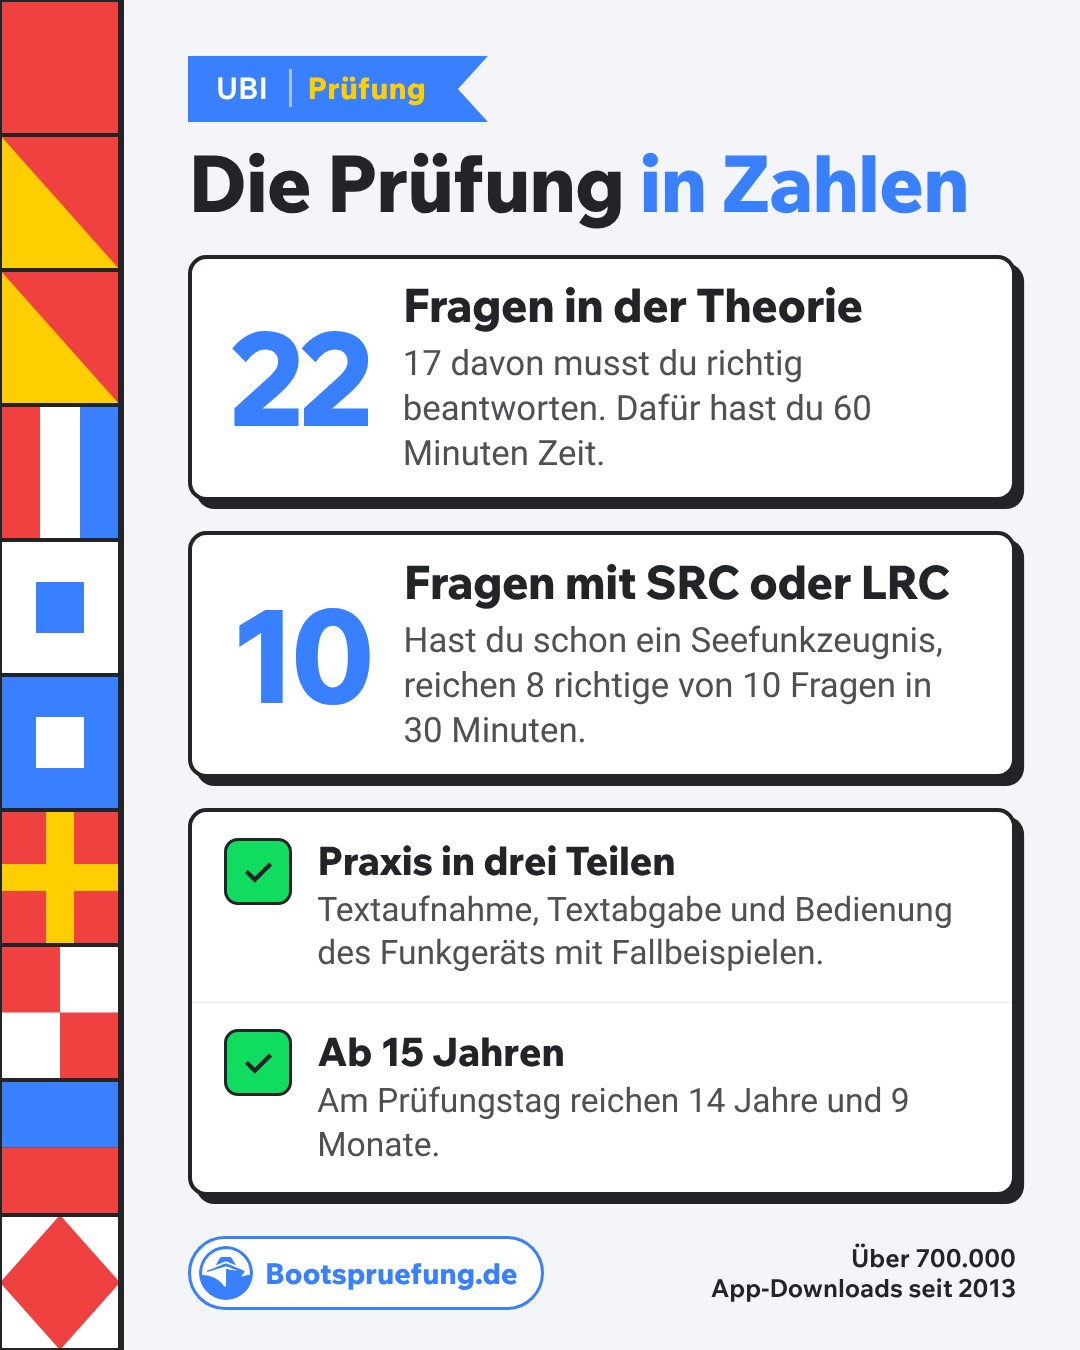 UBI | Prüfung
Die Prüfung in Zahlen
22
Fragen in der Theorie
17 davon musst du richtig
beantworten. Dafür hast du 60
Minuten Zeit.
10
Fragen mit SRC oder LRC
Hast du schon ein Seefunkzeugnis,
reichen 8 richtige von 10 Fragen in
30 Minuten.
Praxis in drei Teilen
Textaufnahme, Textabgabe und Bedienung
des Funkgeräts mit Fallbeispielen.
Ab 15 Jahren
Am Prüfungstag reichen 14 Jahre und 9
Monate.
Bootspruefung.de
Über 700.000
App-Downloads seit 2013